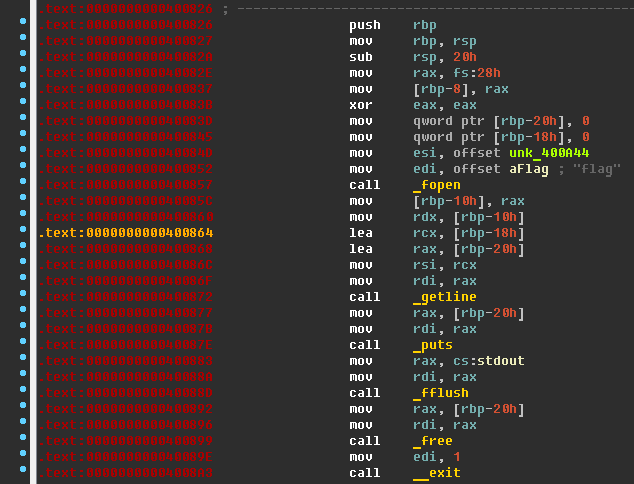 .text:0000000000400826 ; ----------------------------------------
.text:0000000000400826 push rbp
.text:0000000000400827 mov rbp, rsp
.text:000000000040082A sub rsp, 20h
.text:000000000040082E mov rax, fs:28h
.text:0000000000400837 mov [rbp-8], rax
.text:000000000040083B xor eax, eax
.text:000000000040083D mov qword ptr [rbp-20h], 0
.text:0000000000400845 mov qword ptr [rbp-18h], 0
.text:000000000040084D mov esi, offset unk_400A44
.text:0000000000400852 mov edi, offset aFlag ; "flag"
.text:0000000000400857 call _fopen
.text:000000000040085C mov [rbp-10h], rax
.text:0000000000400860 mov rdx, [rbp-10h]
.text:0000000000400864 lea rcx, [rbp-18h]
.text:0000000000400868 lea rax, [rbp-20h]
.text:000000000040086C mov rsi, rcx
.text:000000000040086F mov rdi, rax
.text:0000000000400872 call _getline
.text:0000000000400877 mov rax, [rbp-20h]
.text:000000000040087B mov rdi, rax
.text:000000000040087E call _puts
.text:0000000000400883 mov rax, cs:stdout
.text:000000000040088A mov rdi, rax
.text:000000000040088D call _fflush
.text:0000000000400892 mov rax, [rbp-20h]
.text:0000000000400896 mov rdi, rax
.text:0000000000400899 call _free
.text:000000000040089E mov edi, 1
.text:00000000004008A3 call __exit